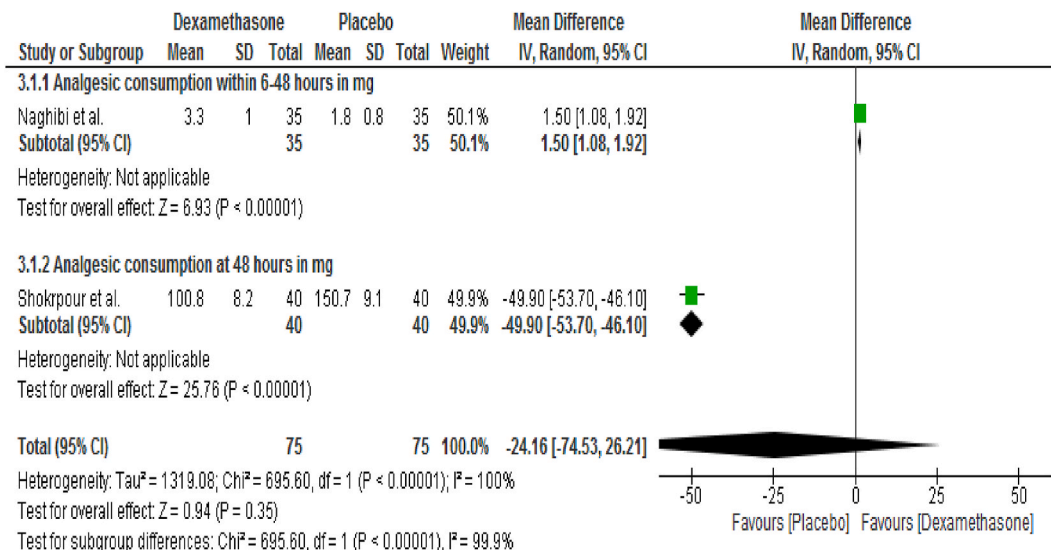 Dexamethasone Placebo Mean Difference Mean Difference
Study or Subgroup Mean SD Total Mean SD Total Weight IV, Random, 95% CI IV, Random, 95% CI
3.1.1 Analgesic consumption within 6-48 hours in mg
Naghibi et al. 3.3 1 35 1.8 0.8 35 50.1% 1.50 [1.08, 1.92]
Subtotal (95% CI) 35 35 50.1% 1.50 [1.08, 1.92]
Heterogeneity: Not applicable
Test for overall effect: Z = 6.93 (P < 0.00001)
3.1.2 Analgesic consumption at 48 hours in mg
Shokrpour et al. 100.8 8.2 40 150.7 9.1 40 49.9% -49.90 [-53.70, -46.10]
Subtotal (95% CI) 40 40 49.9% -49.90 [-53.70, -46.10]
Heterogeneity: Not applicable
Test for overall effect: Z = 25.76 (P < 0.00001)
Total (95% CI) 75 75 100.0% -24.16 [-74.53, 26.21]
Heterogeneity: Tau² = 1319.08; Chi² = 695.60, df = 1 (P < 0.00001); I² = 100%
Test for overall effect: Z = 0.94 (P = 0.35)
Test for subgroup differences: Chi² = 695.60, df = 1 (P < 0.00001), I² = 99.9%
-50 -25 0 25 50
Favours [Placebo] Favours [Dexamethasone]